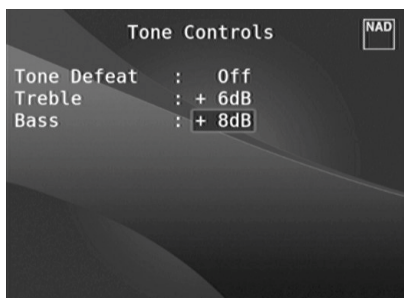 Tone Controls
NAD
Tone Defeat : Off
Treble : + 6dB
Bass : + 8dB